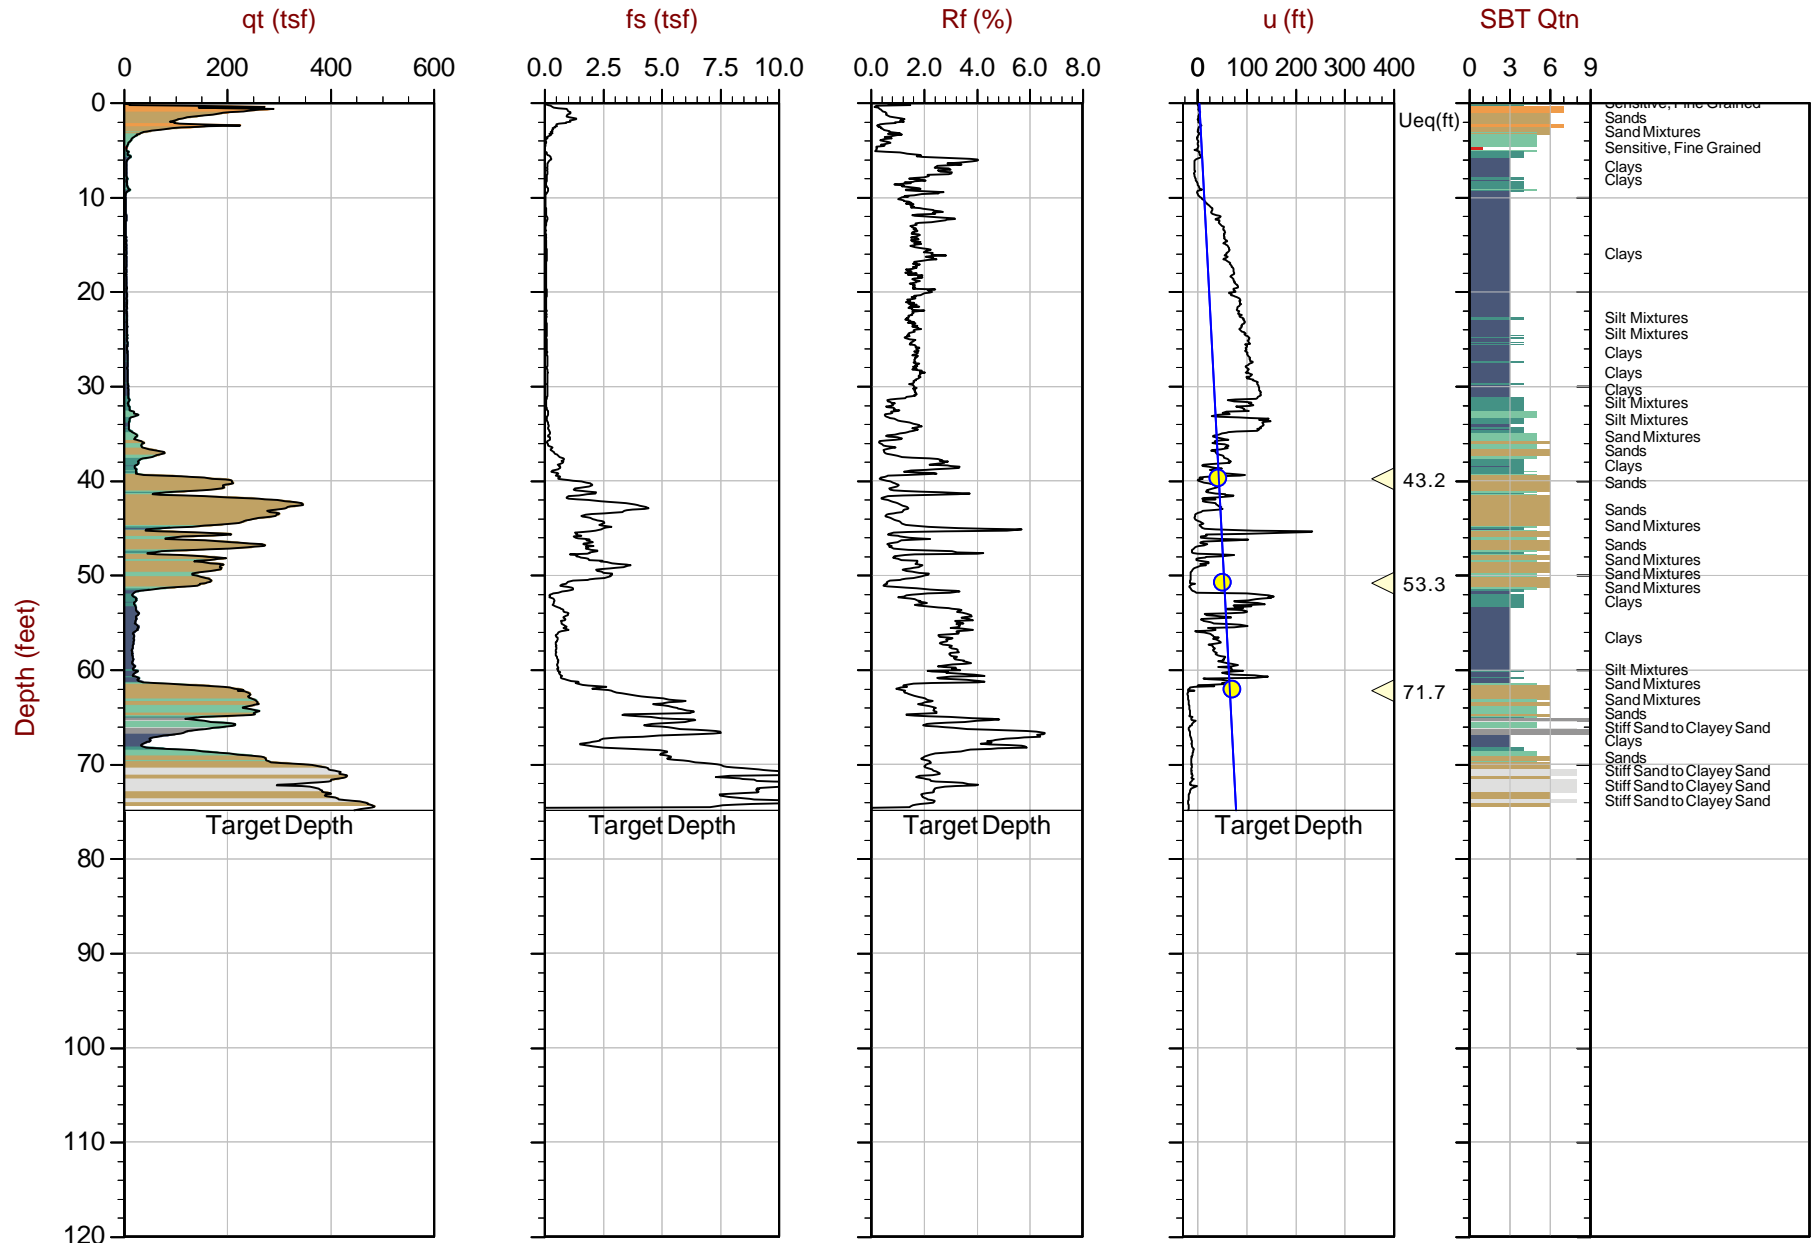 qt (tsf) fs (tsf) Rf (%) u (ft) SBT Qtn
0 200 400 600 0.0 2.5 5.0 7.5 10.0 0.0 2.0 4.0 6.0 8.0 0 100 200 300 400 0 3 6 9
Depth (feet)
0
10
20
30
40
50
60
70
80
90
100
110
120
Target Depth Target Depth Target Depth Target Depth
Ueq(ft)
43.2
53.3
71.7
Sensitive, Fine Grained
Sands
Sand Mixtures
Sensitive, Fine Grained
Clays
Clays
Clays
Silt Mixtures
Silt Mixtures
Clays
Clays
Clays
Silt Mixtures
Silt Mixtures
Sand Mixtures
Sands
Clays
Sands
Sands
Sand Mixtures
Sands
Sand Mixtures
Sand Mixtures
Sand Mixtures
Clays
Clays
Silt Mixtures
Sand Mixtures
Sand Mixtures
Sands
Stiff Sand to Clayey Sand
Clays
Sands
Stiff Sand to Clayey Sand
Stiff Sand to Clayey Sand
Stiff Sand to Clayey Sand